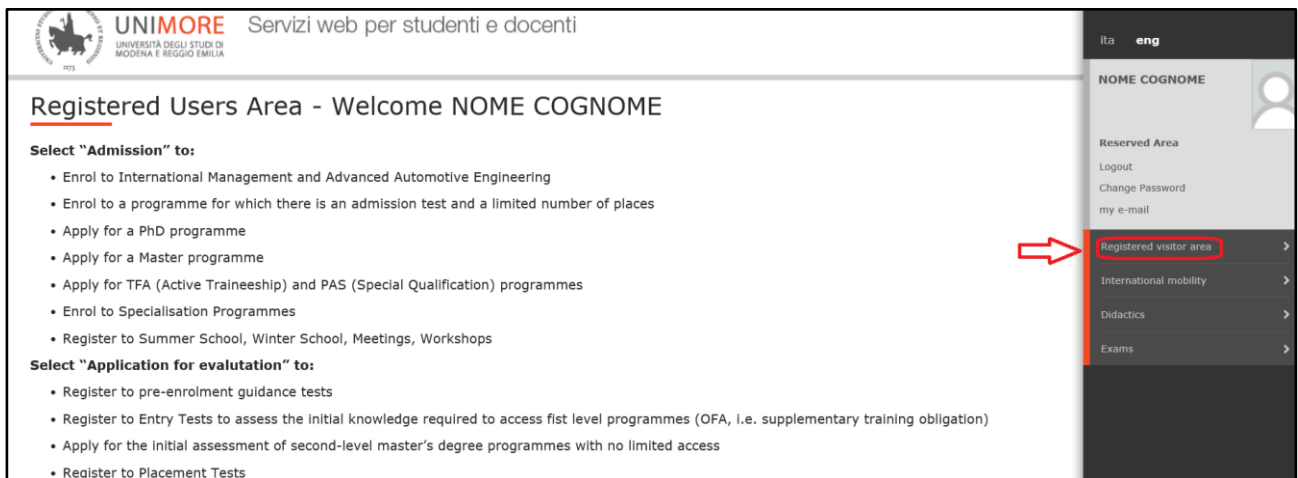 UNIMORE
UNIVERSITÀ DEGLI STUDI DI
MODENA E REGGIO EMILIA
1175
Servizi web per studenti e docenti
Registered Users Area - Welcome NOME COGNOME
Select “Admission” to:
• Enrol to International Management and Advanced Automotive Engineering
• Enrol to a programme for which there is an admission test and a limited number of places
• Apply for a PhD programme
• Apply for a Master programme
• Apply for TFA (Active Traineeship) and PAS (Special Qualification) programmes
• Enrol to Specialisation Programmes
• Register to Summer School, Winter School, Meetings, Workshops
Select “Application for evalutation” to:
• Register to pre-enrolment guidance tests
• Register to Entry Tests to assess the initial knowledge required to access fist level programmes (OFA, i.e. supplementary training obligation)
• Apply for the initial assessment of second-level master’s degree programmes with no limited access
• Register to Placement Tests
ita eng
NOME COGNOME
Reserved Area
Logout
Change Password
my e-mail
Registered visitor area
International mobility
Didactics
Exams